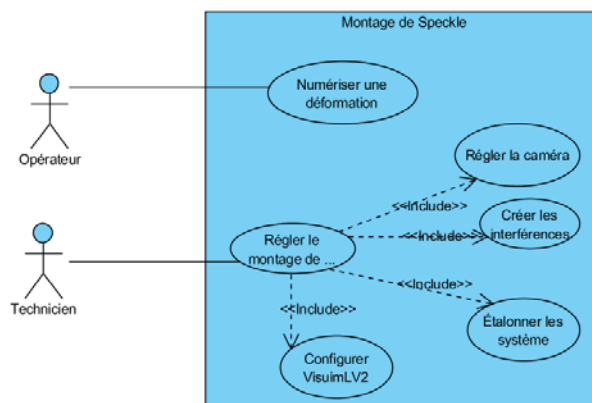 Montage de Speckle
Numériser une
déformation
Opérateur
Régler la caméra
<<Include>>
Créer les
interférences
<<Include>>
Régler le
montage de ...
Technicien
<<Include>>
Étalonner les
système
<<Include>>
Configurer
VisuimLV2